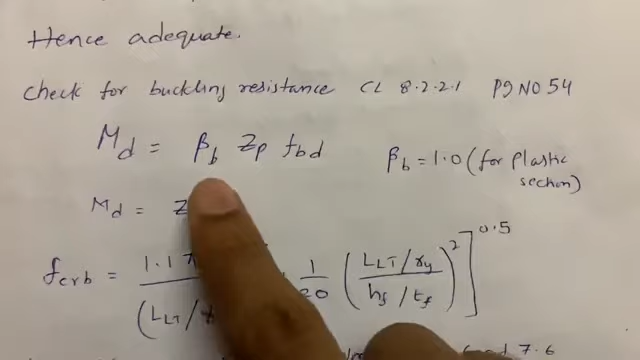 Hence adequate.
Check for buckling resistance Cl 8.2.2.1 Pg NO 54
Md = βb Zp fbd βb = 1.0 (for plastic section)
Md = Z
fcrb = 1.1 / (LLT/ 1/20 (LLT/ry / hf/tf)²]^0.5
7.6